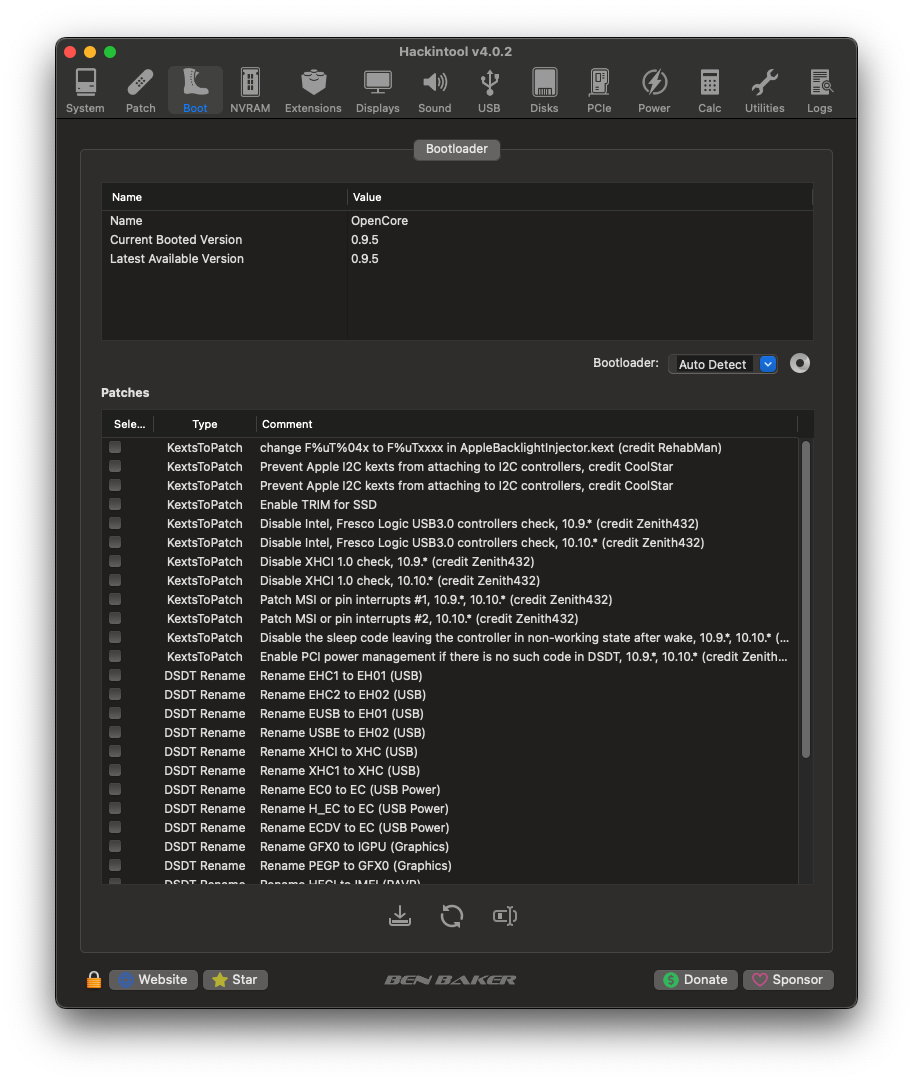 Hackintool v4.0.2
System Patch Boot NVRAM Extensions Displays Sound USB Disks PCIe Power Calc Utilities Logs
Bootloader
Name Value
Name OpenCore
Current Booted Version 0.9.5
Latest Available Version 0.9.5
Bootloader: Auto Detect
Patches
Sele... Type Comment
KextsToPatch change F%uT%04x to F%uTxxxx in AppleBacklightInjector.kext (credit RehabMan)
KextsToPatch Prevent Apple I2C kexts from attaching to I2C controllers, credit CoolStar
KextsToPatch Prevent Apple I2C kexts from attaching to I2C controllers, credit CoolStar
KextsToPatch Enable TRIM for SSD
KextsToPatch Disable Intel, Fresco Logic USB3.0 controllers check, 10.9.* (credit Zenith432)
KextsToPatch Disable Intel, Fresco Logic USB3.0 controllers check, 10.10.* (credit Zenith432)
KextsToPatch Disable XHCI 1.0 check, 10.9.* (credit Zenith432)
KextsToPatch Disable XHCI 1.0 check, 10.10.* (credit Zenith432)
KextsToPatch Patch MSI or pin interrupts #1, 10.9.*, 10.10.* (credit Zenith432)
KextsToPatch Patch MSI or pin interrupts #2, 10.10.* (credit Zenith432)
KextsToPatch Disable the sleep code leaving the controller in non-working state after wake, 10.9.*, 10.10.* (...
KextsToPatch Enable PCI power management if there is no such code in DSDT, 10.9.*, 10.10.* (credit Zenith...
DSDT Rename Rename EHC1 to EH01 (USB)
DSDT Rename Rename EHC2 to EH02 (USB)
DSDT Rename Rename EUSB to EH01 (USB)
DSDT Rename Rename USBE to EH02 (USB)
DSDT Rename Rename XHCI to XHC (USB)
DSDT Rename Rename XHC1 to XHC (USB)
DSDT Rename Rename EC0 to EC (USB Power)
DSDT Rename Rename H_EC to EC (USB Power)
DSDT Rename Rename ECDV to EC (USB Power)
DSDT Rename Rename GFX0 to IGPU (Graphics)
DSDT Rename Rename PEGP to GFX0 (Graphics)
DSDT Rename Rename HECI to IMEI (PAVP)
Website Star BEN BAKER Donate Sponsor